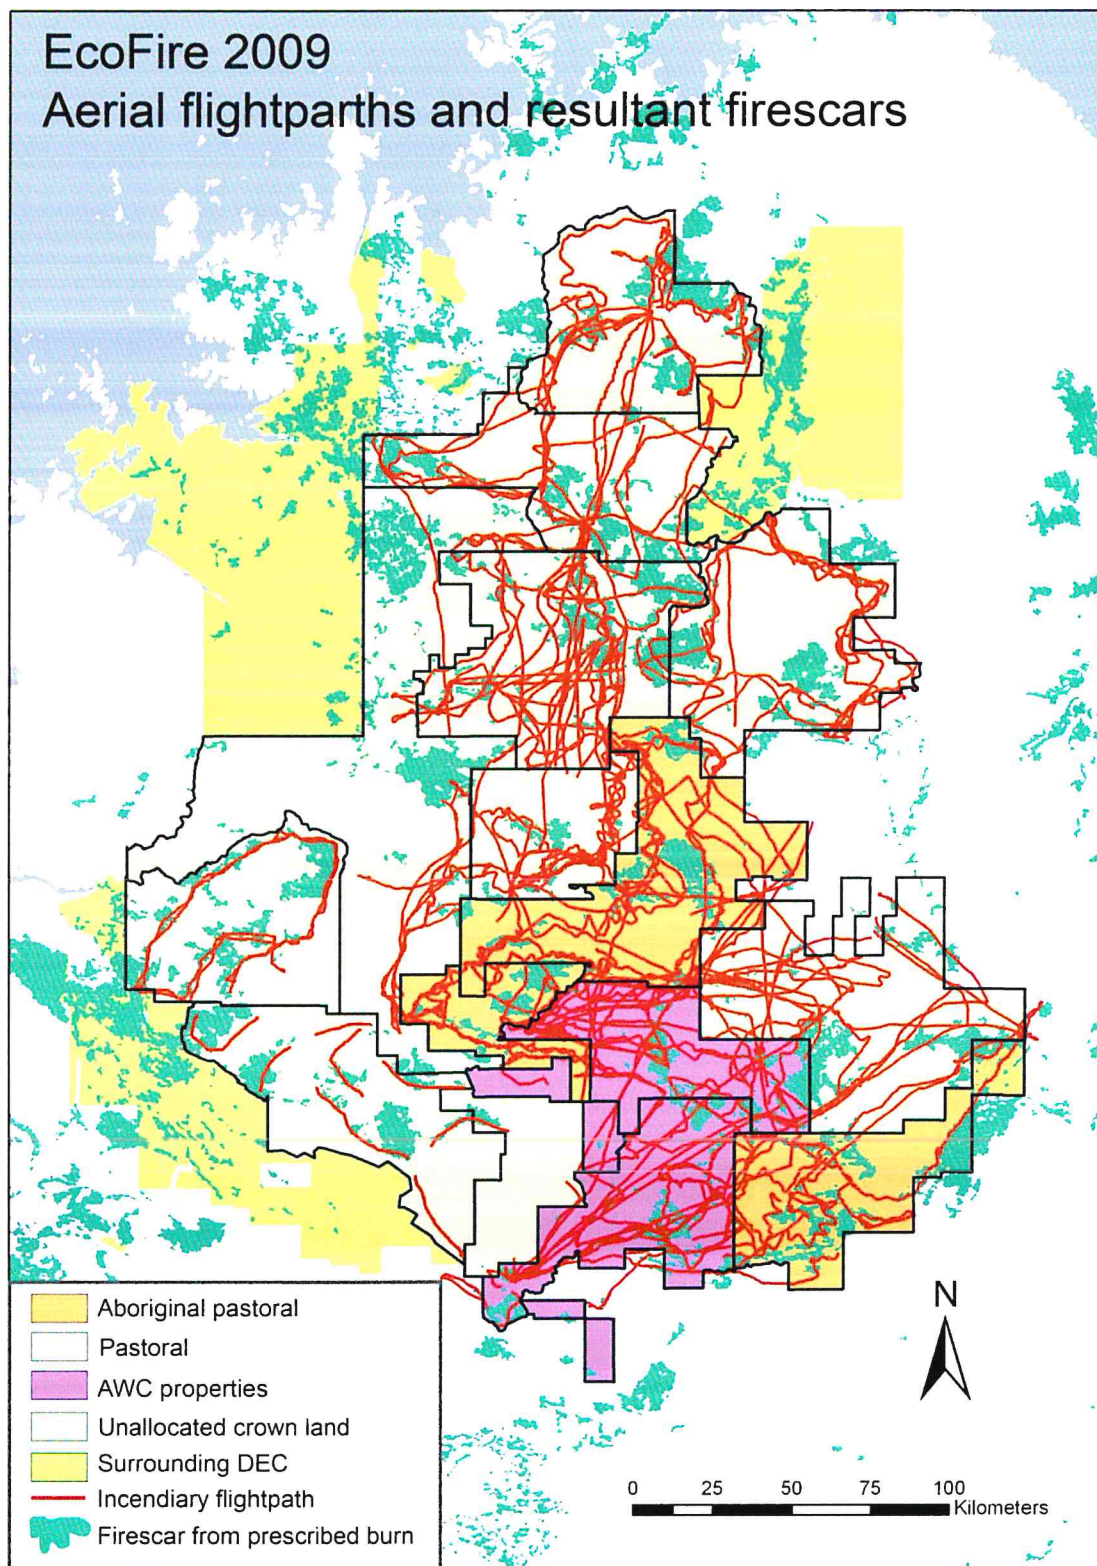 EcoFire 2009
Aerial flightparths and resultant firescars
Aboriginal pastoral
Pastoral
AWC properties
Unallocated crown land
Surrounding DEC
Incendiary flightpath
Firescar from prescribed burn
N
0 25 50 75 100
Kilometers